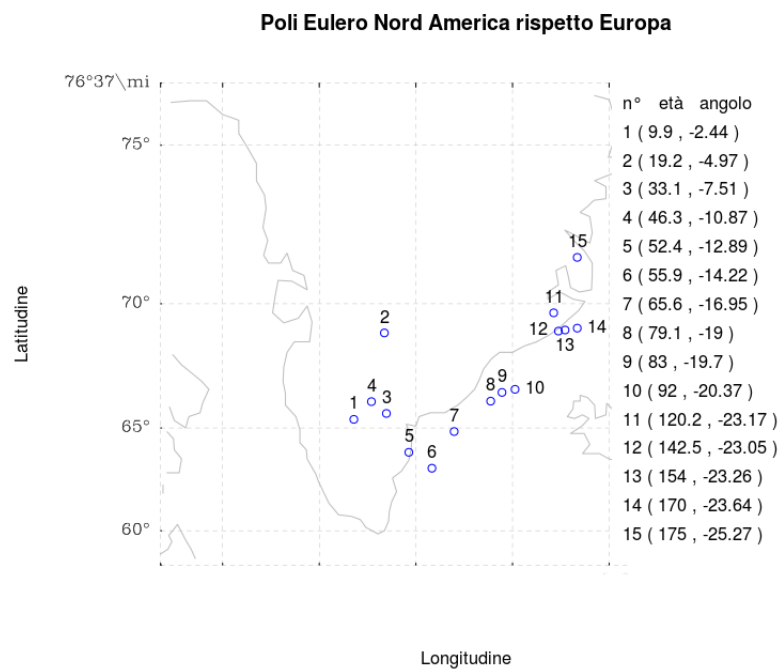 Poli Eulero Nord America rispetto Europa
76°37\mi
75°
70°
65°
60°
Latitudine
Longitudine
1
2
3
4
5
6
7
8
9
10
11
12
13
14
15
n° età angolo
1 ( 9.9 , -2.44 )
2 ( 19.2 , -4.97 )
3 ( 33.1 , -7.51 )
4 ( 46.3 , -10.87 )
5 ( 52.4 , -12.89 )
6 ( 55.9 , -14.22 )
7 ( 65.6 , -16.95 )
8 ( 79.1 , -19 )
9 ( 83 , -19.7 )
10 ( 92 , -20.37 )
11 ( 120.2 , -23.17 )
12 ( 142.5 , -23.05 )
13 ( 154 , -23.26 )
14 ( 170 , -23.64 )
15 ( 175 , -25.27 )